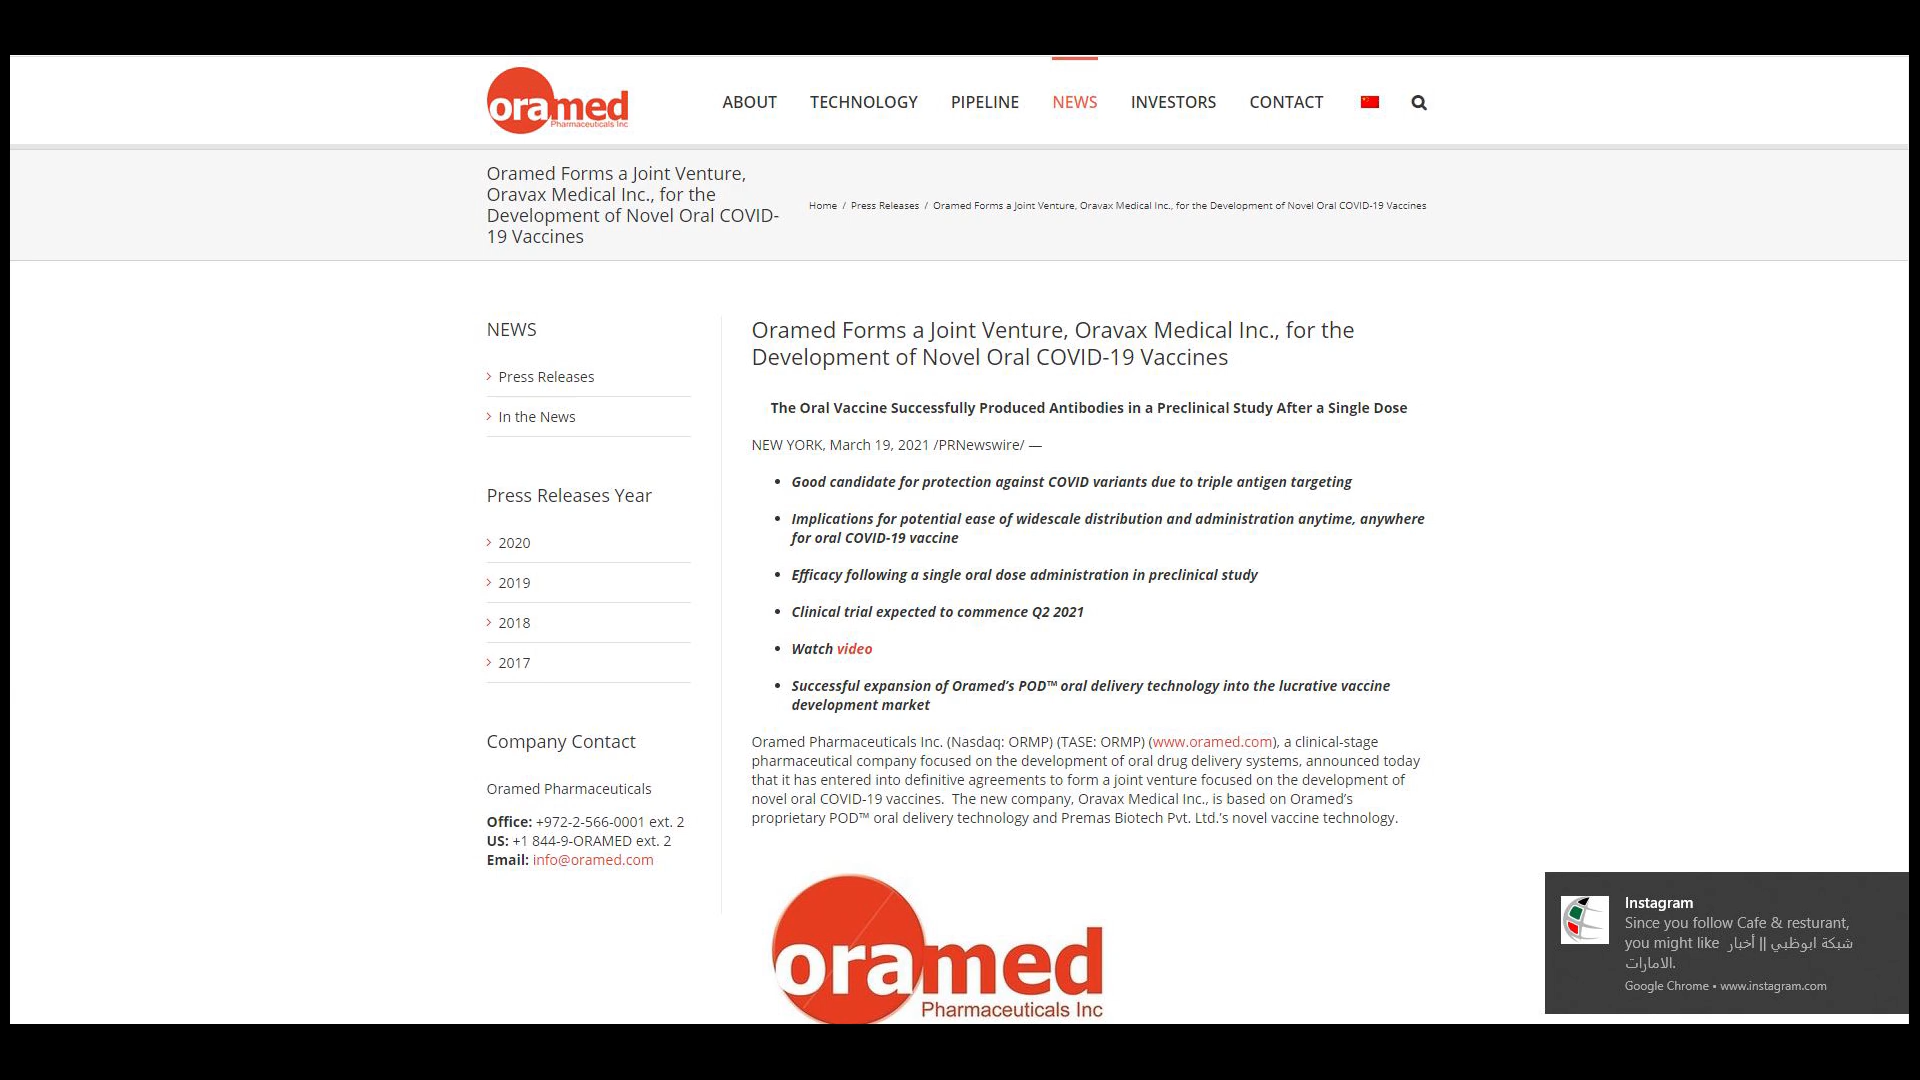 oramed
Pharmaceuticals Inc
ABOUT
TECHNOLOGY
PIPELINE
NEWS
INVESTORS
CONTACT
Oramed Forms a Joint Venture,
Oravax Medical Inc., for the
Development of Novel Oral COVID-
19 Vaccines
Home / Press Releases / Oramed Forms a Joint Venture, Oravax Medical Inc., for the Development of Novel Oral COVID-19 Vaccines
NEWS
Press Releases
In the News
Press Releases Year
2020
2019
2018
2017
Company Contact
Oramed Pharmaceuticals
Office: +972-2-566-0001 ext. 2
US: +1 844-9-ORAMED ext. 2
Email: info@oramed.com
Oramed Forms a Joint Venture, Oravax Medical Inc., for the
Development of Novel Oral COVID-19 Vaccines
The Oral Vaccine Successfully Produced Antibodies in a Preclinical Study After a Single Dose
NEW YORK, March 19, 2021 /PRNewswire/ —
• Good candidate for protection against COVID variants due to triple antigen targeting
• Implications for potential ease of widescale distribution and administration anytime, anywhere
for oral COVID-19 vaccine
• Efficacy following a single oral dose administration in preclinical study
• Clinical trial expected to commence Q2 2021
• Watch video
• Successful expansion of Oramed's POD™ oral delivery technology into the lucrative vaccine
development market
Oramed Pharmaceuticals Inc. (Nasdaq: ORMP) (TASE: ORMP) (www.oramed.com), a clinical-stage
pharmaceutical company focused on the development of oral drug delivery systems, announced today
that it has entered into definitive agreements to form a joint venture focused on the development of
novel oral COVID-19 vaccines.  The new company, Oravax Medical Inc., is based on Oramed's
proprietary POD™ oral delivery technology and Premas Biotech Pvt. Ltd.'s novel vaccine technology.
oramed
Pharmaceuticals Inc
Instagram
Since you follow Cafe & resturant,
you might like شبكة ابوظبي || أخبار
الامارات.
Google Chrome • www.instagram.com